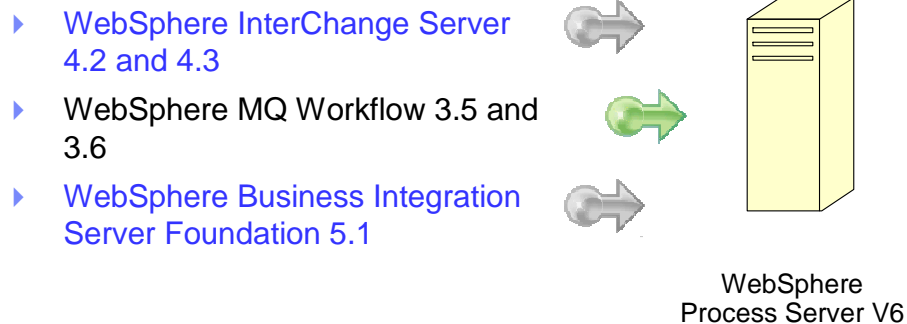 WebSphere InterChange Server
4.2 and 4.3
WebSphere MQ Workflow 3.5 and
3.6
WebSphere Business Integration
Server Foundation 5.1
WebSphere
Process Server V6